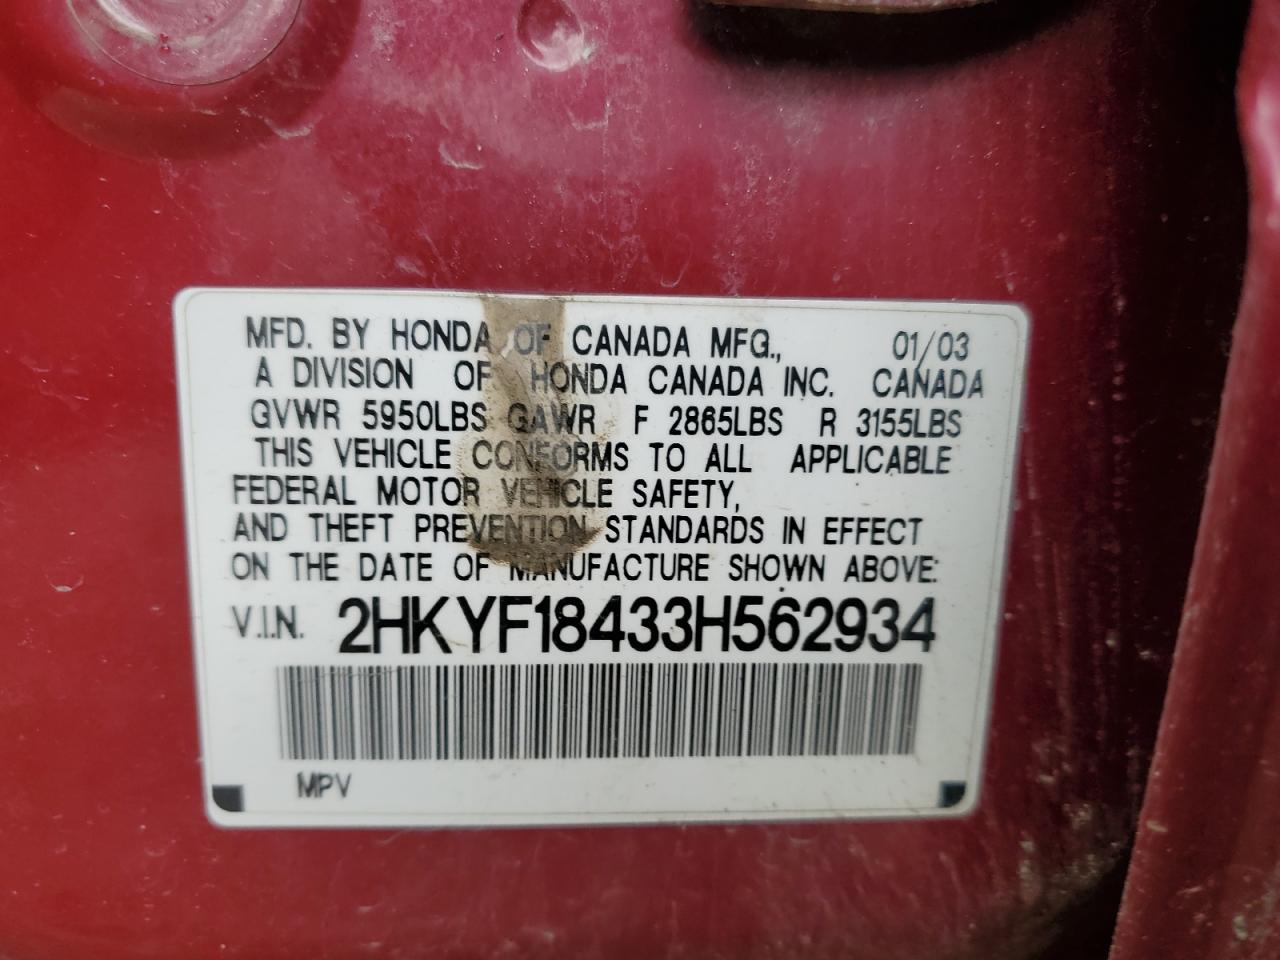 MFD. BY HONDA OF CANADA MFG., 01/03
A DIVISION OF HONDA CANADA INC. CANADA
GVWR 5950LBS GAWR F 2865LBS R 3155LBS
THIS VEHICLE CONFORMS TO ALL APPLICABLE
FEDERAL MOTOR VEHICLE SAFETY,
AND THEFT PREVENTION STANDARDS IN EFFECT
ON THE DATE OF MANUFACTURE SHOWN ABOVE:
V.I.N. 2HKYF18433H562934
MPV